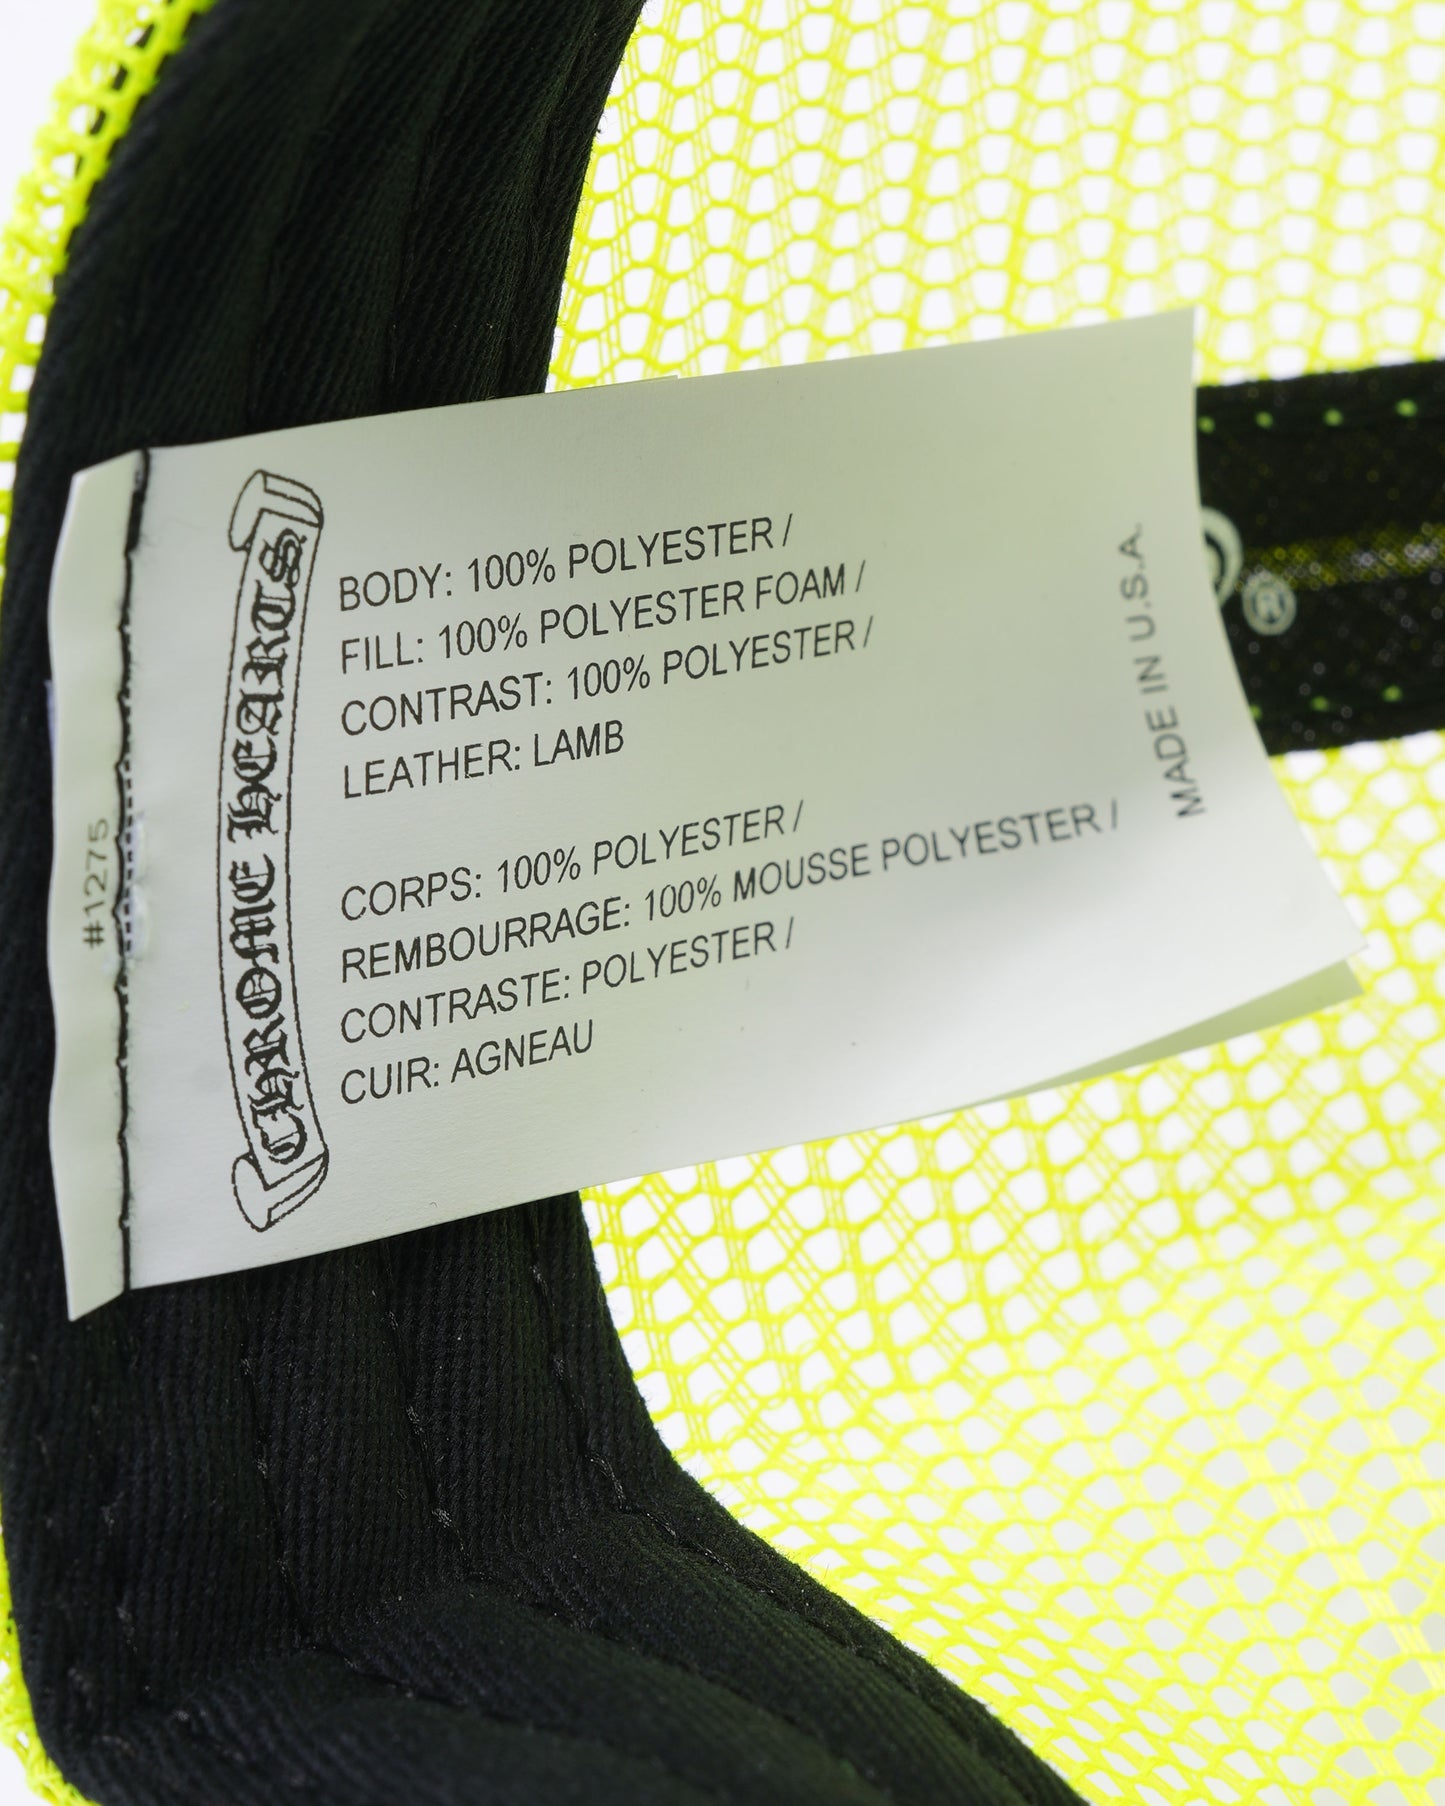 #1275
CHROME HEARTS
BODY: 100% POLYESTER /
FILL: 100% POLYESTER FOAM /
CONTRAST: 100% POLYESTER /
LEATHER: LAMB
CORPS: 100% POLYESTER /
REMBOURRAGE: 100% MOUSSE POLYESTER /
CONTRASTE: POLYESTER /
CUIR: AGNEAU
MADE IN U.S.A.
®